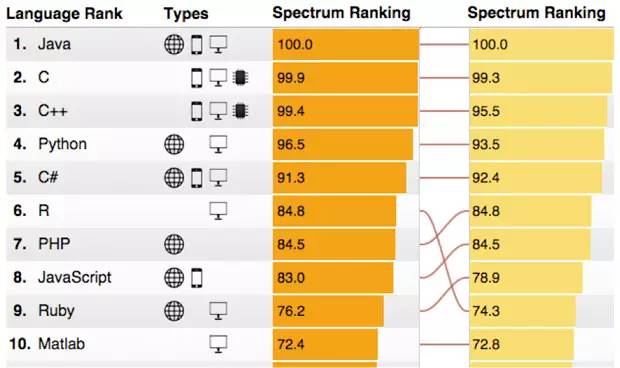 Language Rank Types Spectrum Ranking Spectrum Ranking
1. Java 100.0 100.0
2. C 99.9 99.3
3. C++ 99.4 95.5
4. Python 96.5 93.5
5. C# 91.3 92.4
6. R 84.8 84.8
7. PHP 84.5 84.5
8. JavaScript 83.0 78.9
9. Ruby 76.2 74.3
10. Matlab 72.4 72.8